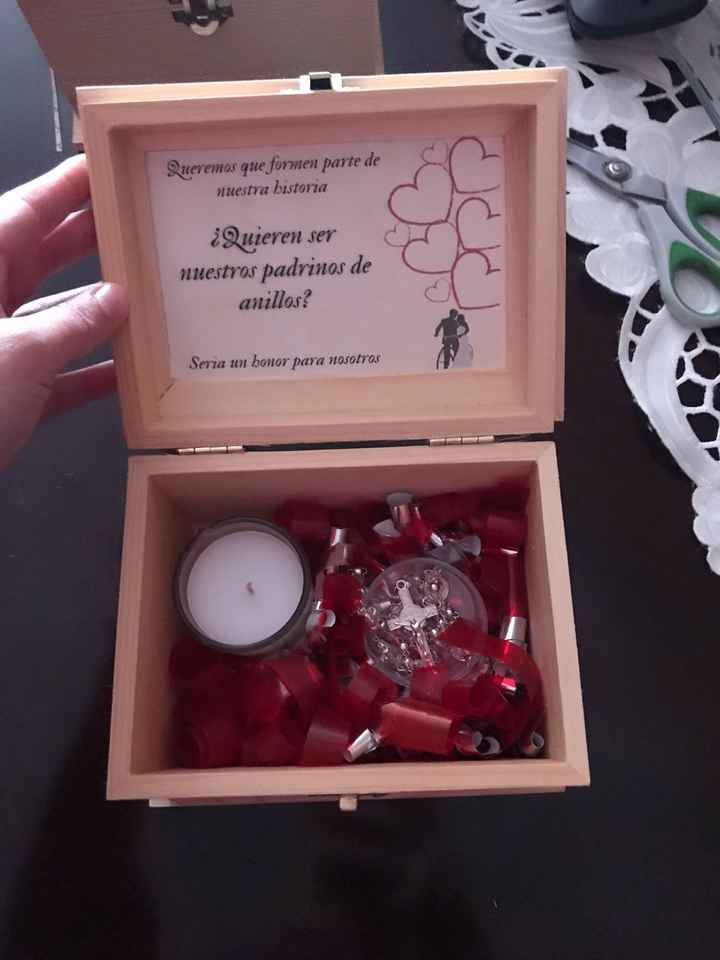 Queremos que formen parte de
nuestra historia
¿Quieren ser
nuestros padrinos de
anillos?
Seria un honor para nosotros